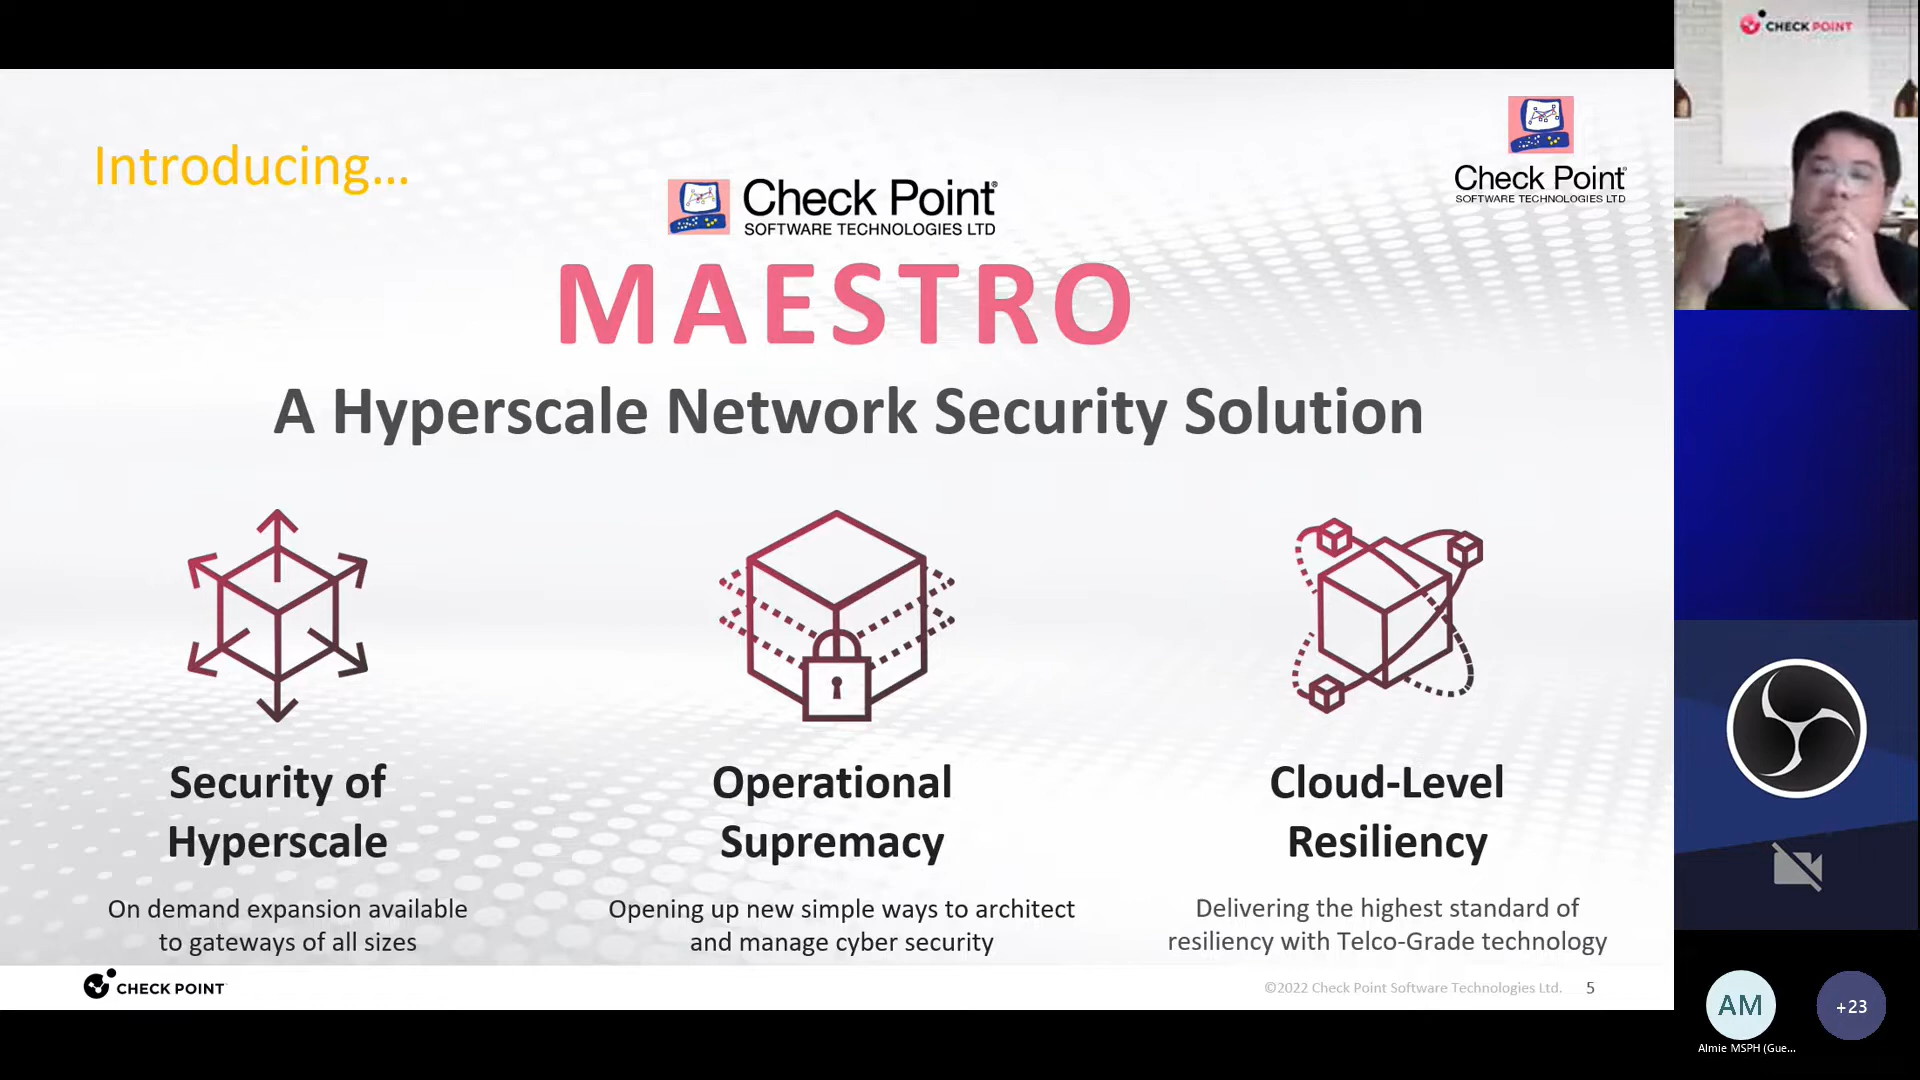 Introducing...
Check Point
SOFTWARE TECHNOLOGIES LTD
Check Point
SOFTWARE TECHNOLOGIES LTD
MAESTRO
A Hyperscale Network Security Solution
Security of
Hyperscale
On demand expansion available
to gateways of all sizes
Operational
Supremacy
Opening up new simple ways to architect
and manage cyber security
Cloud-Level
Resiliency
Delivering the highest standard of
resiliency with Telco-Grade technology
CHECK POINT
©2022 Check Point Software Technologies Ltd. 5
CHECK POINT
AM
Almie MSPH (Gue...
+23